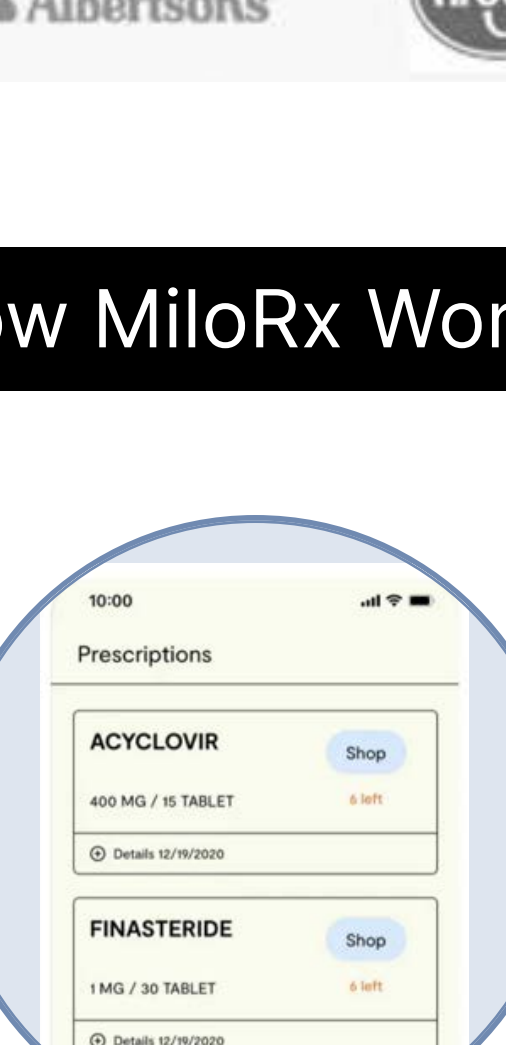 Albertsons
ow MiloRx Wor
10:00
Prescriptions
ACYCLOVIR
Shop
400 MG / 15 TABLET
6 left
Details 12/19/2020
FINASTERIDE
Shop
1 MG / 30 TABLET
6 left
Details 12/19/2020